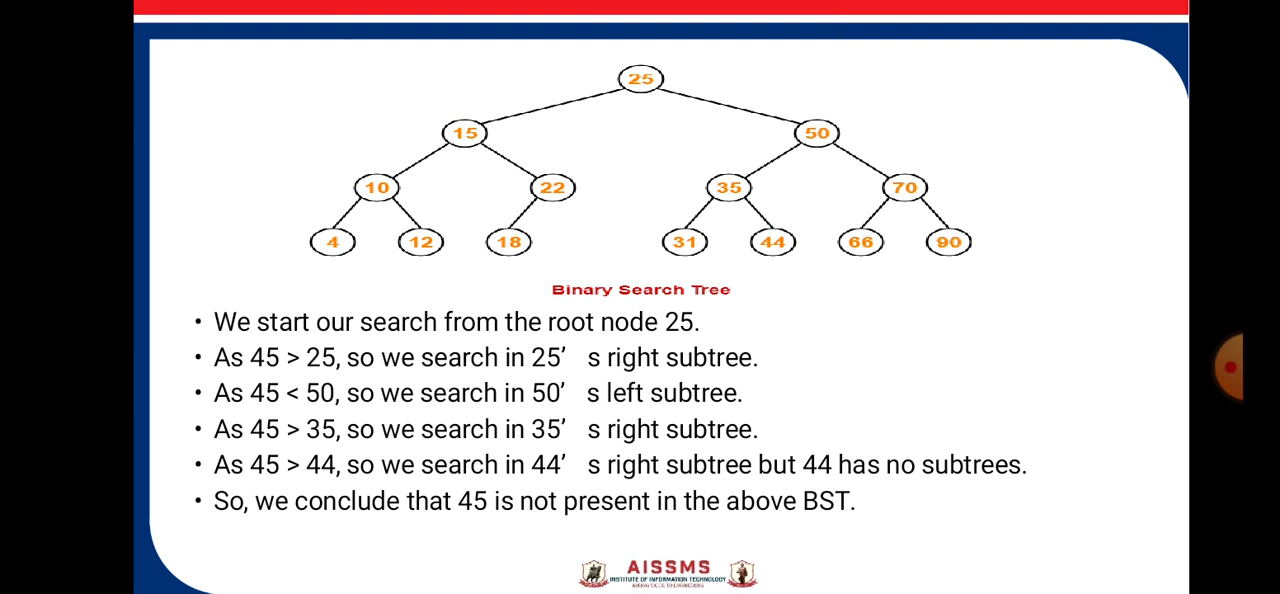 25
15 50
10 22 35 70
4 12 18 31 44 66 90
Binary Search Tree
• We start our search from the root node 25.
• As 45 > 25, so we search in 25’ s right subtree.
• As 45 < 50, so we search in 50’ s left subtree.
• As 45 > 35, so we search in 35’ s right subtree.
• As 45 > 44, so we search in 44’ s right subtree but 44 has no subtrees.
• So, we conclude that 45 is not present in the above BST.
AISSMS
INSTITUTE OF INFORMATION TECHNOLOGY